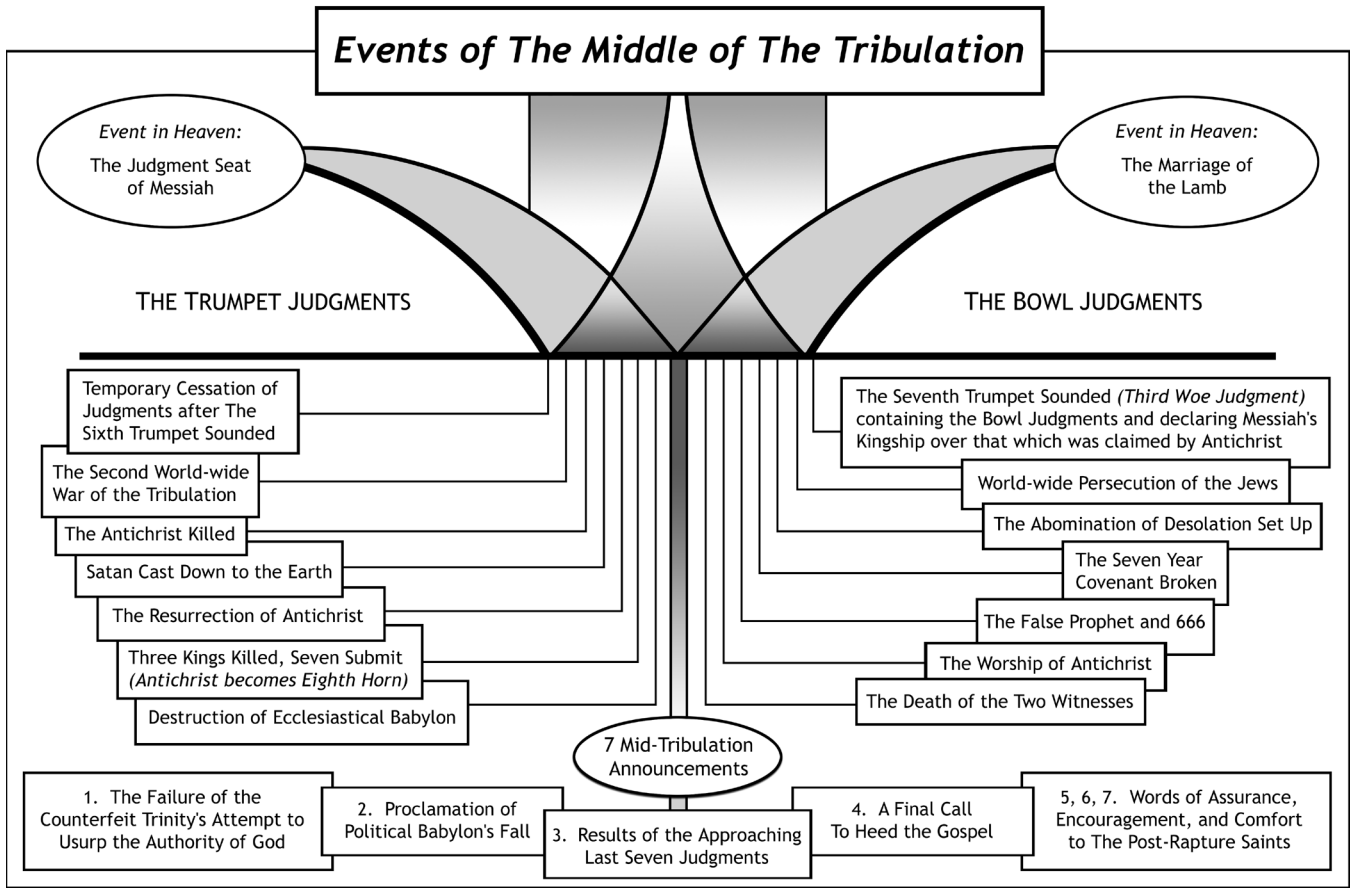 Events of The Middle of The Tribulation
Event in Heaven:
The Judgment Seat
of Messiah
Event in Heaven:
The Marriage of
the Lamb
THE TRUMPET JUDGMENTS
THE BOWL JUDGMENTS
Temporary Cessation of
Judgments after The
Sixth Trumpet Sounded
The Second World-wide
War of the Tribulation
The Antichrist Killed
Satan Cast Down to the Earth
The Resurrection of Antichrist
Three Kings Killed, Seven Submit
(Antichrist becomes Eighth Horn)
Destruction of Ecclesiastical Babylon
The Seventh Trumpet Sounded (Third Woe Judgment)
containing the Bowl Judgments and declaring Messiah's
Kingship over that which was claimed by Antichrist
World-wide Persecution of the Jews
The Abomination of Desolation Set Up
The Seven Year
Covenant Broken
The False Prophet and 666
The Worship of Antichrist
The Death of the Two Witnesses
7 Mid-Tribulation
Announcements
1. The Failure of the
Counterfeit Trinity's Attempt to
Usurp the Authority of God
2. Proclamation of
Political Babylon's Fall
3. Results of the Approaching
Last Seven Judgments
4. A Final Call
To Heed the Gospel
5, 6, 7. Words of Assurance,
Encouragement, and Comfort
to The Post-Rapture Saints